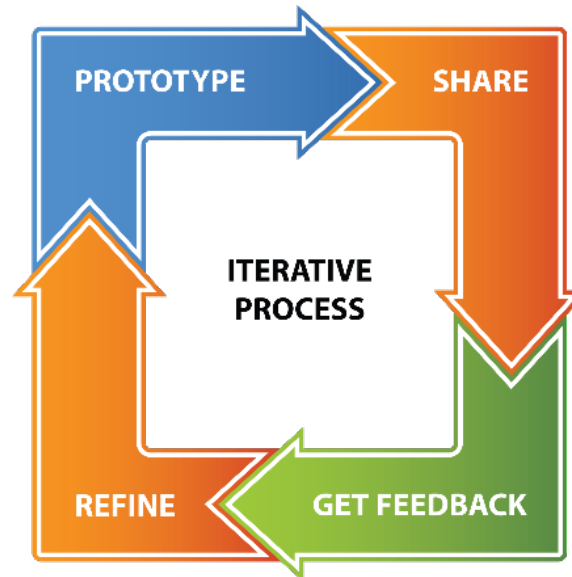 PROTOTYPE
SHARE
ITERATIVE
PROCESS
REFINE
GET FEEDBACK